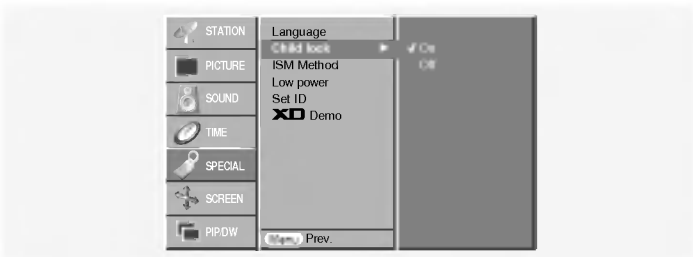 STATION
PICTURE
SOUND
TIME
SPECIAL
SCREEN
PIP/DW
Language
Child lock
ISM Method
Low power
Set ID
XD Demo
Menu Prev.
On
Off